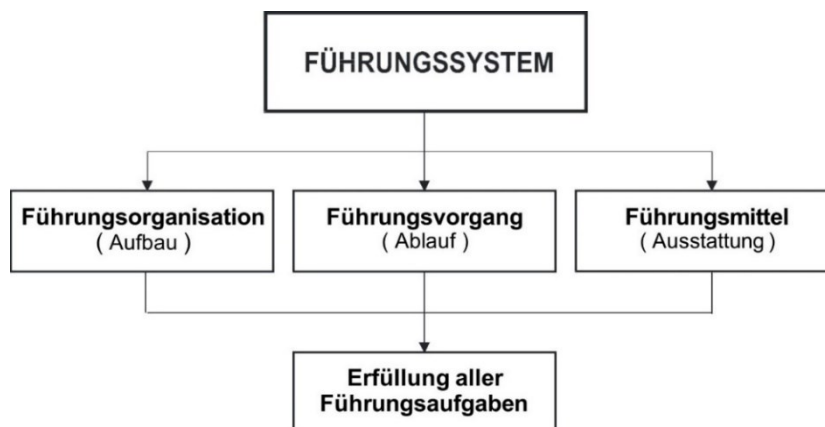 FÜHRUNGSSYSTEM
Führungsorganisation
( Aufbau )
Führungsvorgang
( Ablauf )
Führungsmittel
( Ausstattung )
Erfüllung aller
Führungsaufgaben